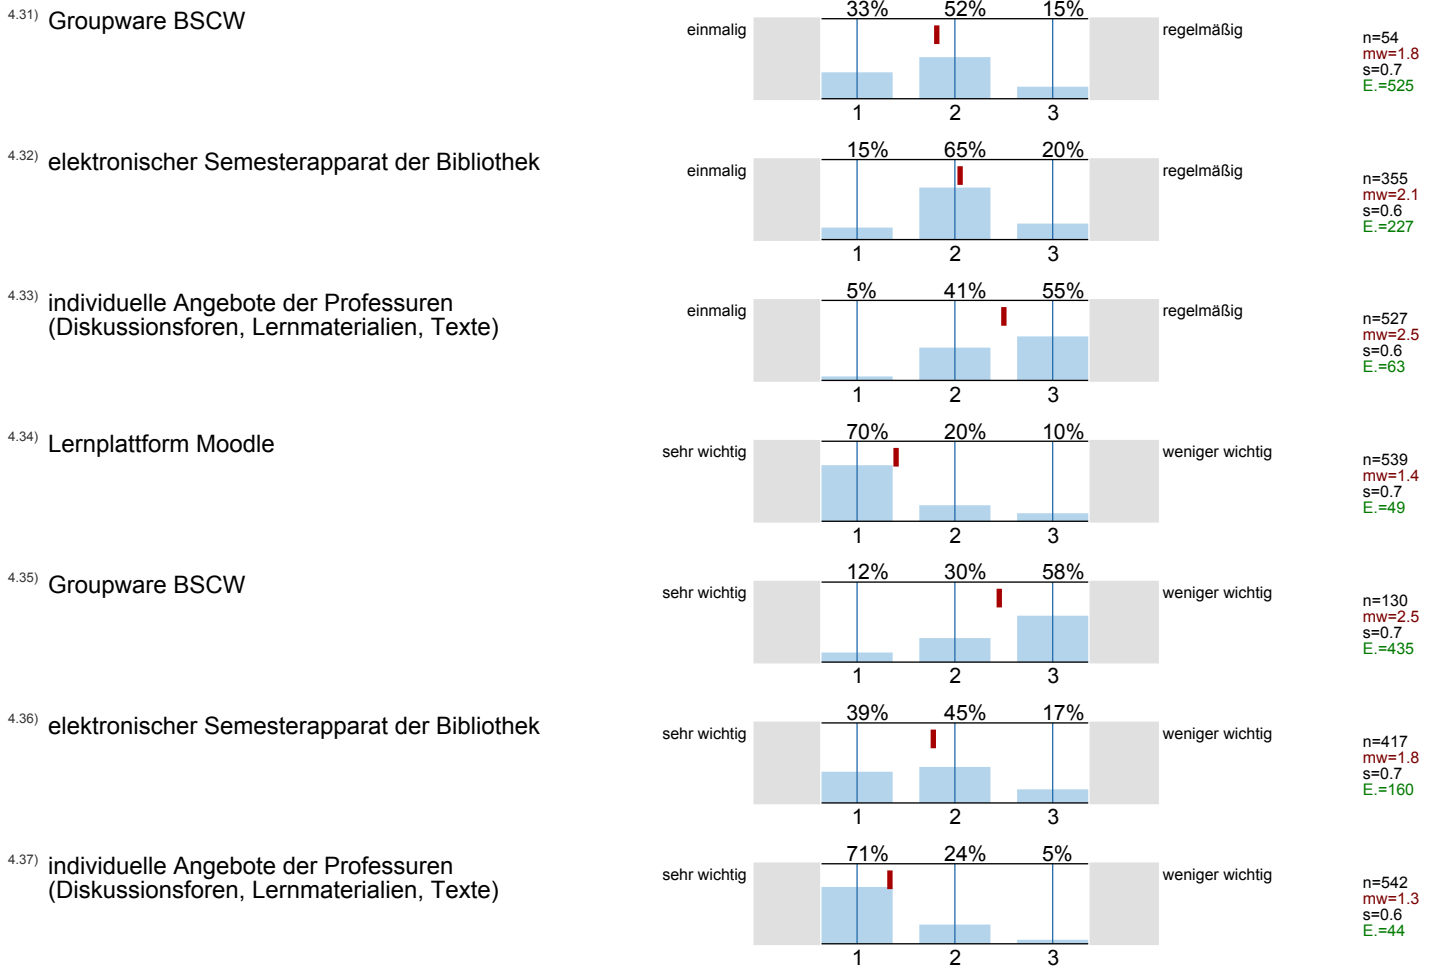 4.31) Groupware BSCW
33% 52% 15%
einmalig regelmäßig
1 2 3
n=54
mw=1.8
s=0.7
E.=525
4.32) elektronischer Semesterapparat der Bibliothek
15% 65% 20%
einmalig regelmäßig
1 2 3
n=355
mw=2.1
s=0.6
E.=227
4.33) individuelle Angebote der Professuren
(Diskussionsforen, Lernmaterialien, Texte)
5% 41% 55%
einmalig regelmäßig
1 2 3
n=527
mw=2.5
s=0.6
E.=63
4.34) Lernplattform Moodle
70% 20% 10%
sehr wichtig weniger wichtig
1 2 3
n=539
mw=1.4
s=0.7
E.=49
4.35) Groupware BSCW
12% 30% 58%
sehr wichtig weniger wichtig
1 2 3
n=130
mw=2.5
s=0.7
E.=435
4.36) elektronischer Semesterapparat der Bibliothek
39% 45% 17%
sehr wichtig weniger wichtig
1 2 3
n=417
mw=1.8
s=0.7
E.=160
4.37) individuelle Angebote der Professuren
(Diskussionsforen, Lernmaterialien, Texte)
71% 24% 5%
sehr wichtig weniger wichtig
1 2 3
n=542
mw=1.3
s=0.6
E.=44